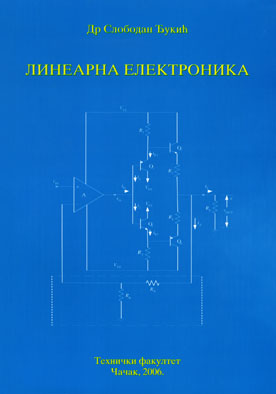 Др Слободан Ђукић
ЛИНЕАРНА ЕЛЕКТРОНИКА
Технички факултет
Чачак, 2006.